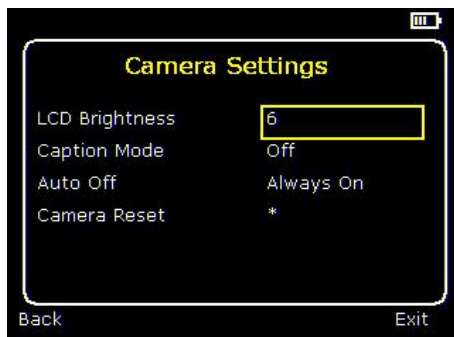 Camera Settings
LCD Brightness 6
Caption Mode Off
Auto Off Always On
Camera Reset *
Back Exit